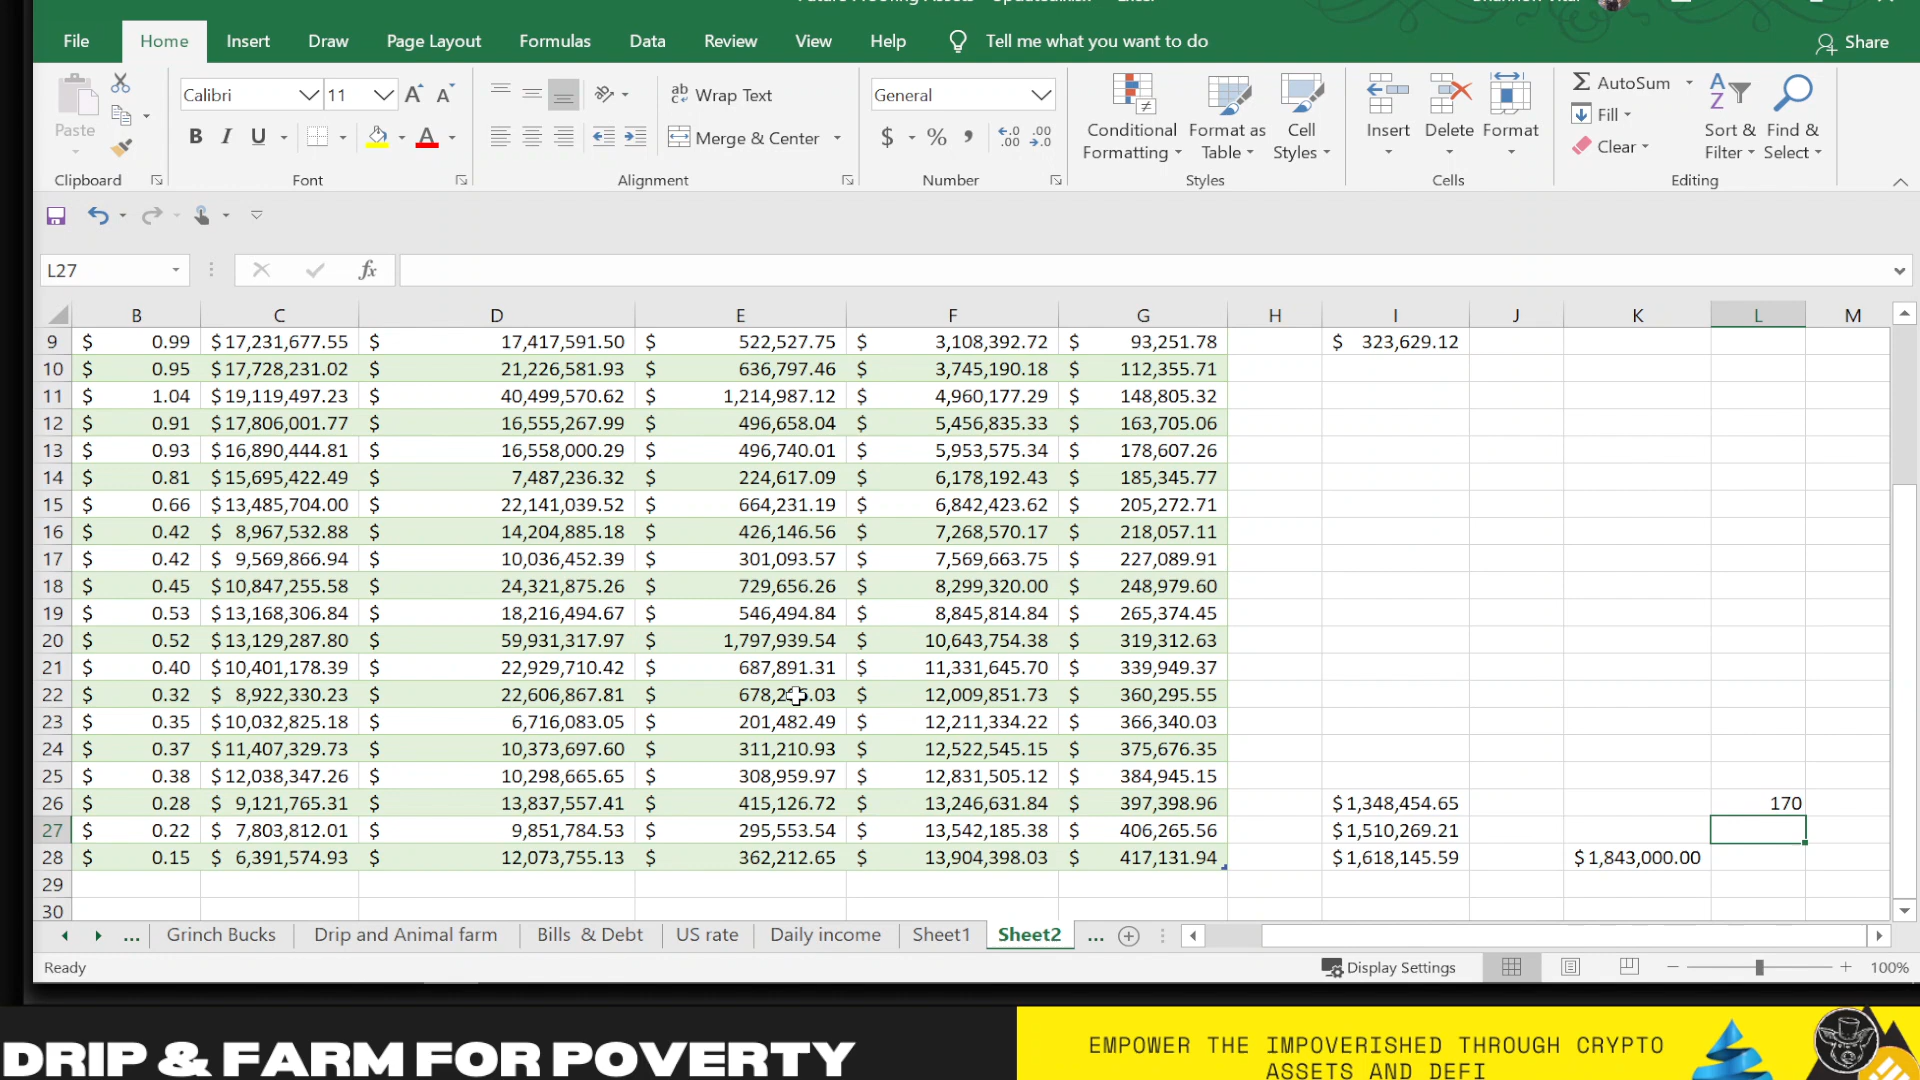 File Home Insert Draw Page Layout Formulas Data Review View Help Tell me what you want to do Share
Calibri 11 Wrap Text General AutoSum
Paste Fill
B I U Merge & Center $ % , Conditional Format as Cell Insert Delete Format Sort & Find &
Formatting Table Styles Clear Filter Select
Clipboard Font Alignment Number Styles Cells Editing
L27 fx
B C D E F G H I J K L M
9 $ 0.99 $17,231,677.55 $ 17,417,591.50 $ 522,527.75 $ 3,108,392.72 $ 93,251.78 $ 323,629.12
10 $ 0.95 $17,728,231.02 $ 21,226,581.93 $ 636,797.46 $ 3,745,190.18 $ 112,355.71
11 $ 1.04 $19,119,497.23 $ 40,499,570.62 $ 1,214,987.12 $ 4,960,177.29 $ 148,805.32
12 $ 0.91 $17,806,001.77 $ 16,555,267.99 $ 496,658.04 $ 5,456,835.33 $ 163,705.06
13 $ 0.93 $16,890,444.81 $ 16,558,000.29 $ 496,740.01 $ 5,953,575.34 $ 178,607.26
14 $ 0.81 $15,695,422.49 $ 7,487,236.32 $ 224,617.09 $ 6,178,192.43 $ 185,345.77
15 $ 0.66 $13,485,704.00 $ 22,141,039.52 $ 664,231.19 $ 6,842,423.62 $ 205,272.71
16 $ 0.42 $ 8,967,532.88 $ 14,204,885.18 $ 426,146.56 $ 7,268,570.17 $ 218,057.11
17 $ 0.42 $ 9,569,866.94 $ 10,036,452.39 $ 301,093.57 $ 7,569,663.75 $ 227,089.91
18 $ 0.45 $10,847,255.58 $ 24,321,875.26 $ 729,656.26 $ 8,299,320.00 $ 248,979.60
19 $ 0.53 $13,168,306.84 $ 18,216,494.67 $ 546,494.84 $ 8,845,814.84 $ 265,374.45
20 $ 0.52 $13,129,287.80 $ 59,931,317.97 $ 1,797,939.54 $ 10,643,754.38 $ 319,312.63
21 $ 0.40 $10,401,178.39 $ 22,929,710.42 $ 687,891.31 $ 11,331,645.70 $ 339,949.37
22 $ 0.32 $ 8,922,330.23 $ 22,606,867.81 $ $ 12,009,851.73 $ 360,295.55
23 $ 0.35 $10,032,825.18 $ 6,716,083.05 $ 201,482.49 $ 12,211,334.22 $ 366,340.03
24 $ 0.37 $11,407,329.73 $ 10,373,697.60 $ 311,210.93 $ 12,522,545.15 $ 375,676.35
25 $ 0.38 $12,038,347.26 $ 10,298,665.65 $ 308,959.97 $ 12,831,505.12 $ 384,945.15
26 $ 0.28 $ 9,121,765.31 $ 13,837,557.41 $ 415,126.72 $ 13,246,631.84 $ 397,398.96 $1,348,454.65 170
27 $ 0.22 $ 7,803,812.01 $ 9,851,784.53 $ 295,553.54 $ 13,542,185.38 $ 406,265.56 $1,510,269.21
28 $ 0.15 $ 6,391,574.93 $ 12,073,755.13 $ 362,212.65 $ 13,904,398.03 $ 417,131.94 $1,618,145.59 $1,843,000.00
29
30
... Grinch Bucks Drip and Animal farm Bills & Debt US rate Daily income Sheet1 Sheet2 ...
Ready Display Settings 100%
DRIP & FARM FOR POVERTY
EMPOWER THE IMPOVERISHED THROUGH CRYPTO
ASSETS AND DEFI